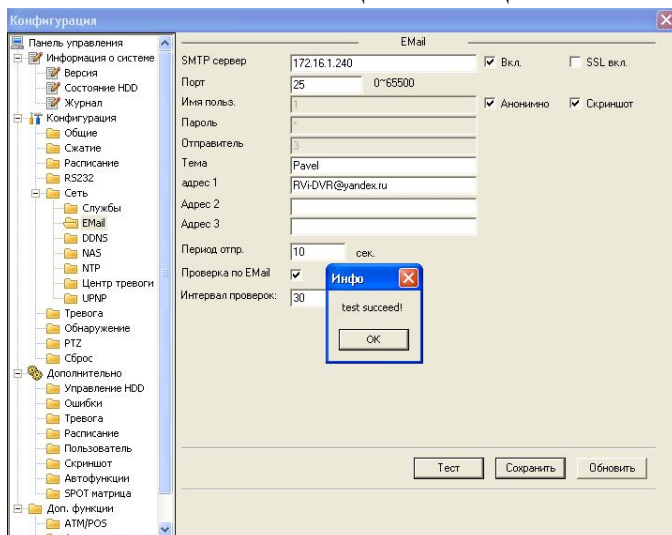 Конфигурация
Панель управления
Информация о системе
Версия
Состояние HDD
Журнал
Конфигурация
Общие
Сжатие
Расписание
RS232
Сеть
Службы
EMail
DDNS
NAS
NTP
Центр тревоги
UPNP
Тревога
Обнаружение
PTZ
Сброс
Дополнительно
Управление HDD
Ошибки
Тревога
Расписание
Пользователь
Скриншот
Автофункции
SPOT матрица
Доп. функции
ATM/POS
EMail
SMTP сервер 172.16.1.240 Вкл. SSL вкл.
Порт 25 0~65500
Имя польз. 1 Анонимно Скриншот
Пароль *
Отправитель 3
Тема Pavel
адрес 1 RVi-DVR@yandex.ru
Адрес 2
Адрес 3
Период отпр. 10 сек.
Проверка по EMail
Интервал проверок: 30
Инфо
test succeed!
OK
Тест Сохранить Обновить